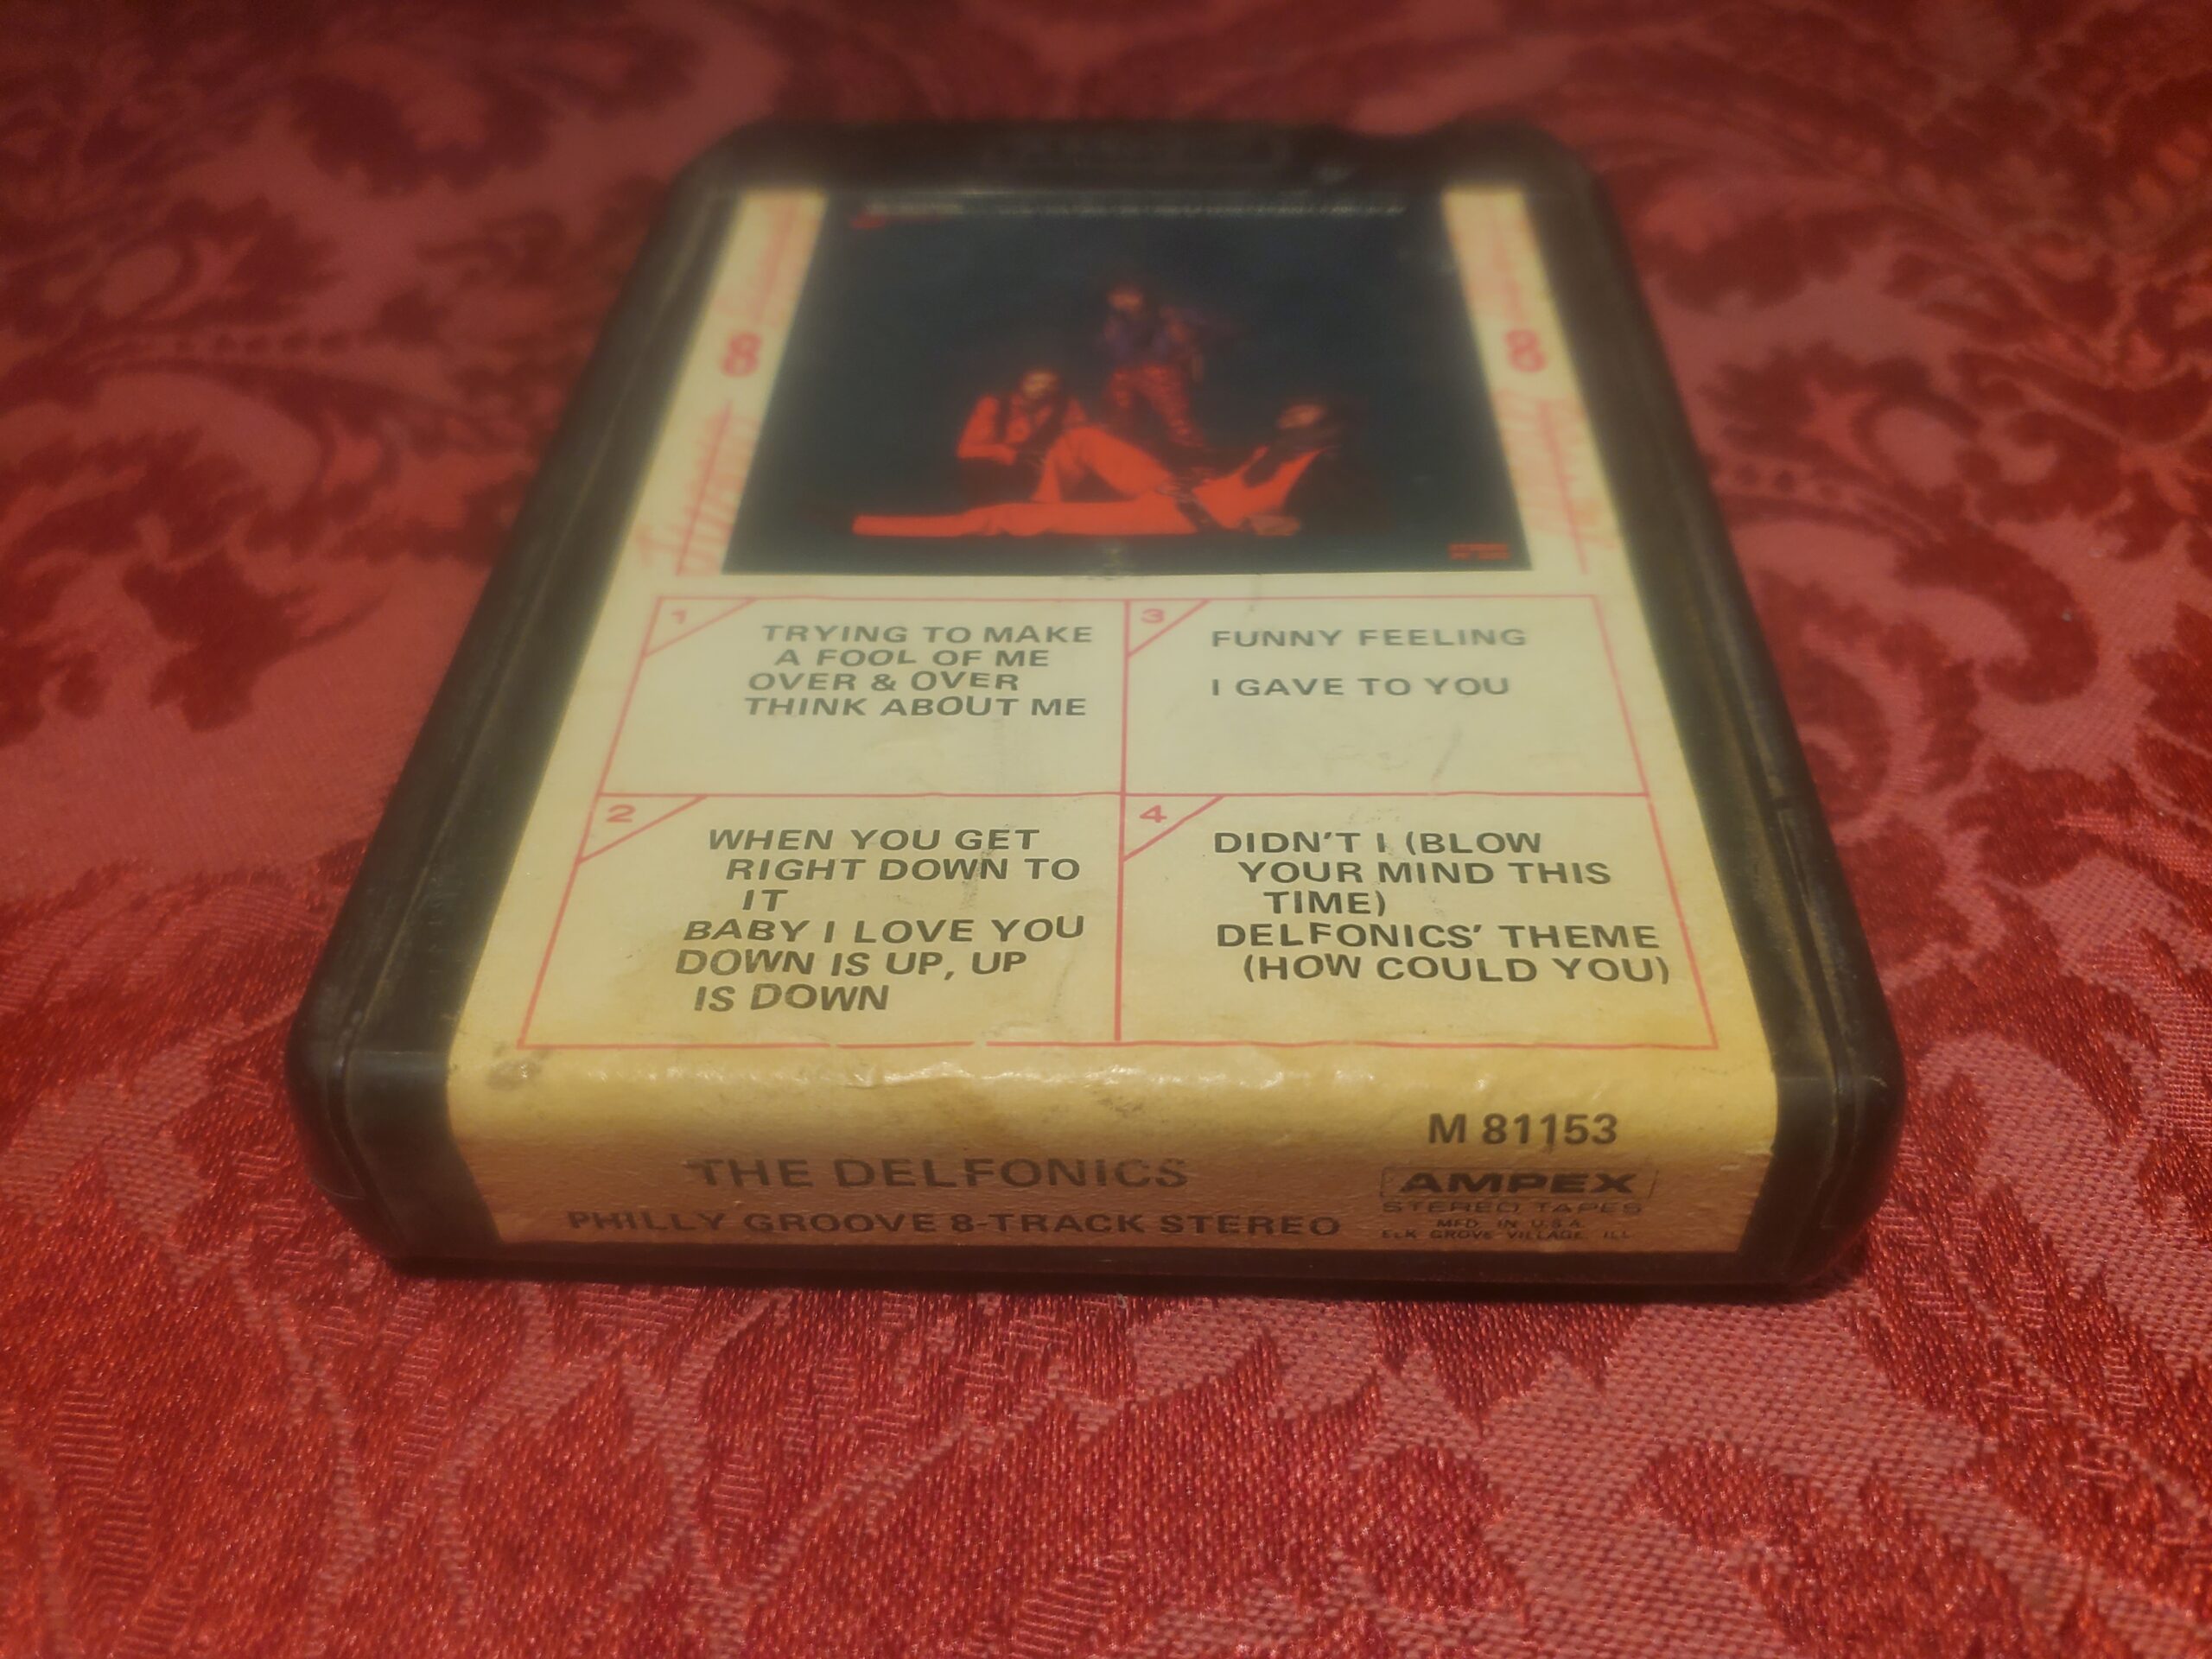 8
8
1
TRYING TO MAKE
A FOOL OF ME
OVER & OVER
THINK ABOUT ME
3
FUNNY FEELING
I GAVE TO YOU
2
WHEN YOU GET
RIGHT DOWN TO
IT
BABY I LOVE YOU
DOWN IS UP, UP
IS DOWN
4
DIDN'T I (BLOW
YOUR MIND THIS
TIME)
DELFONICS' THEME
(HOW COULD YOU)
M 81153
THE DELFONICS
AMPEX
STEREO TAPES
PHILLY GROOVE 8-TRACK STEREO
MFD. IN U.S.A.
ELK GROVE VILLAGE, ILL